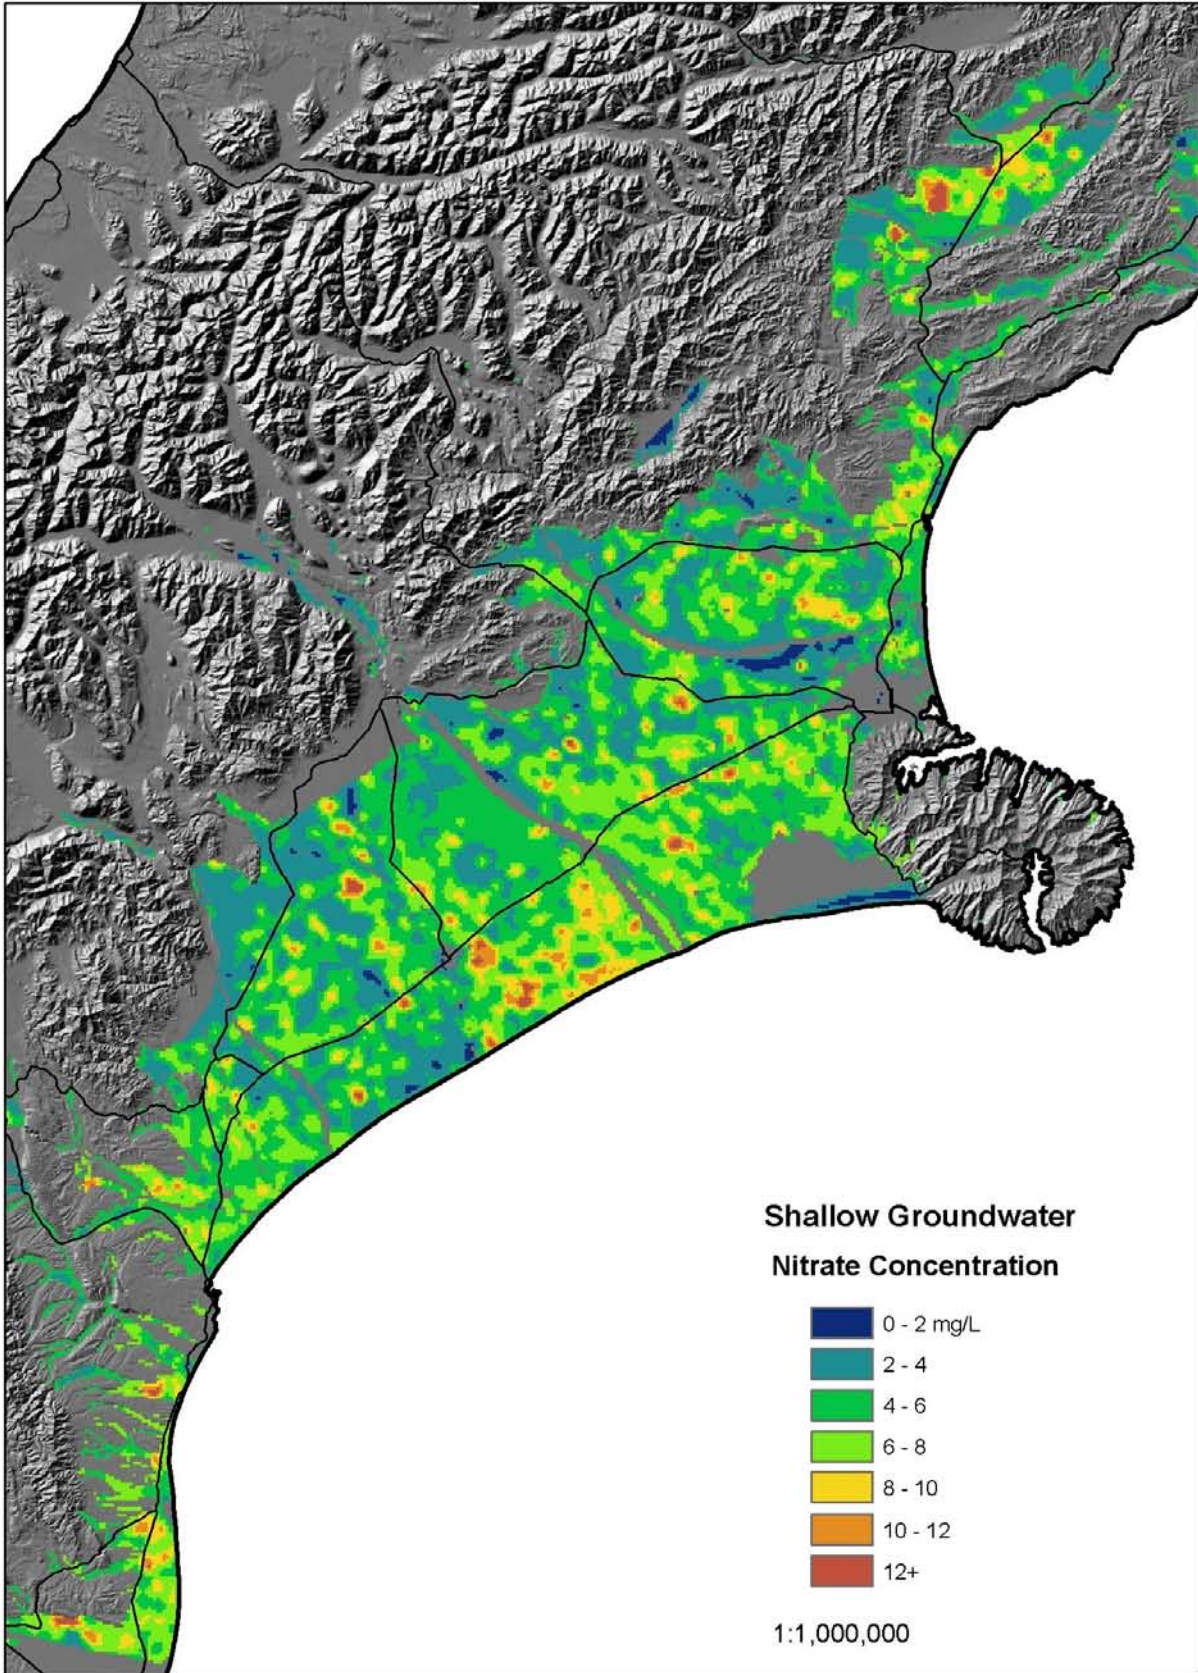 Shallow Groundwater
Nitrate Concentration
0 - 2 mg/L
2 - 4
4 - 6
6 - 8
8 - 10
10 - 12
12+
1:1,000,000